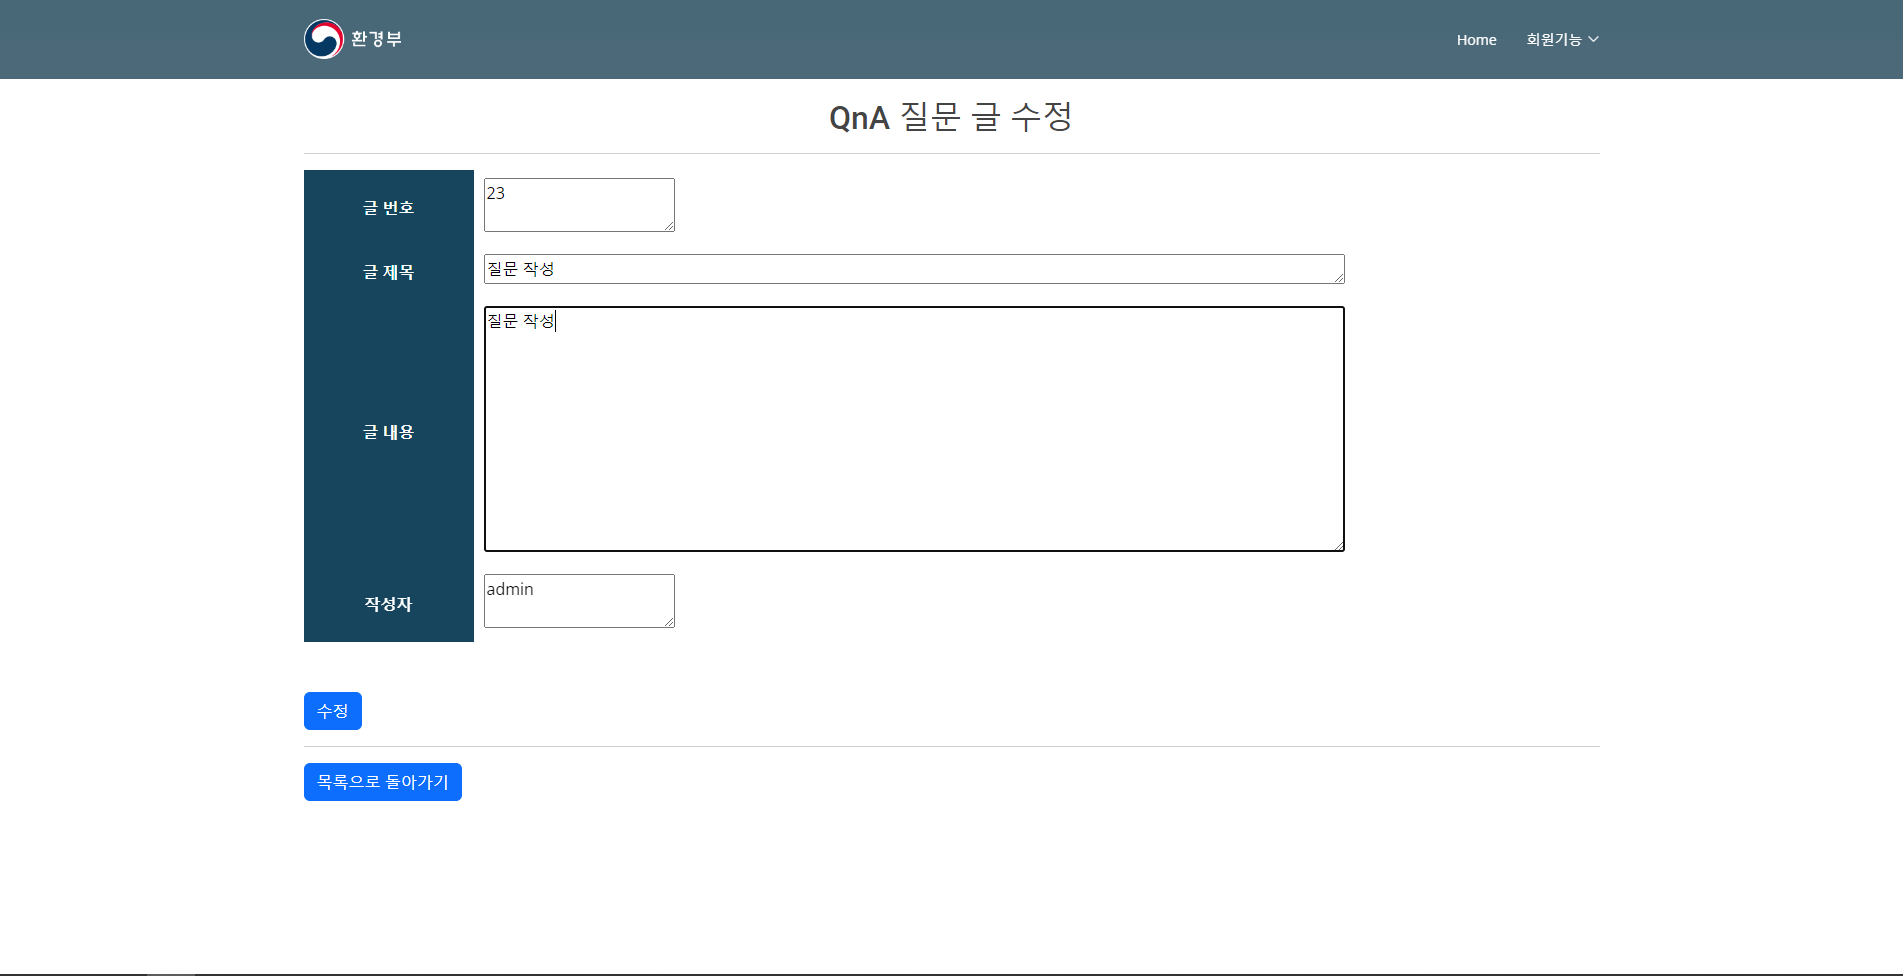 환경부
Home 회원기능
QnA 질문 글 수정
글 번호 23
글 제목 질문 작성
글 내용 질문 작성
작성자 admin
수정
목록으로 돌아가기